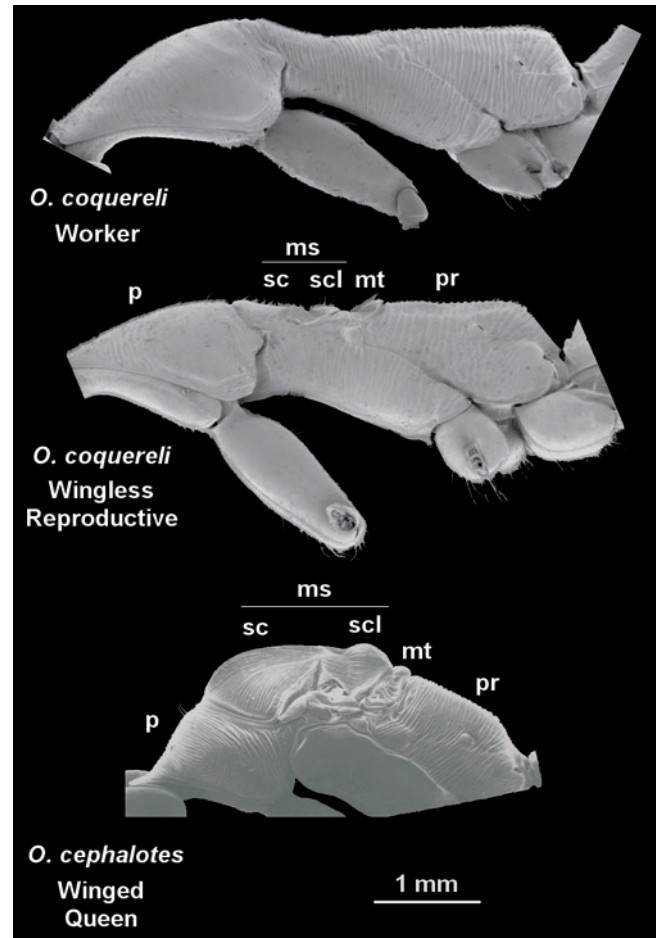 O. coquereli
Worker
ms
sc scl mt pr
p
O. coquereli
Wingless
Reproductive
ms
sc scl
mt
pr
p
O. cephalotes
Winged
Queen
1 mm